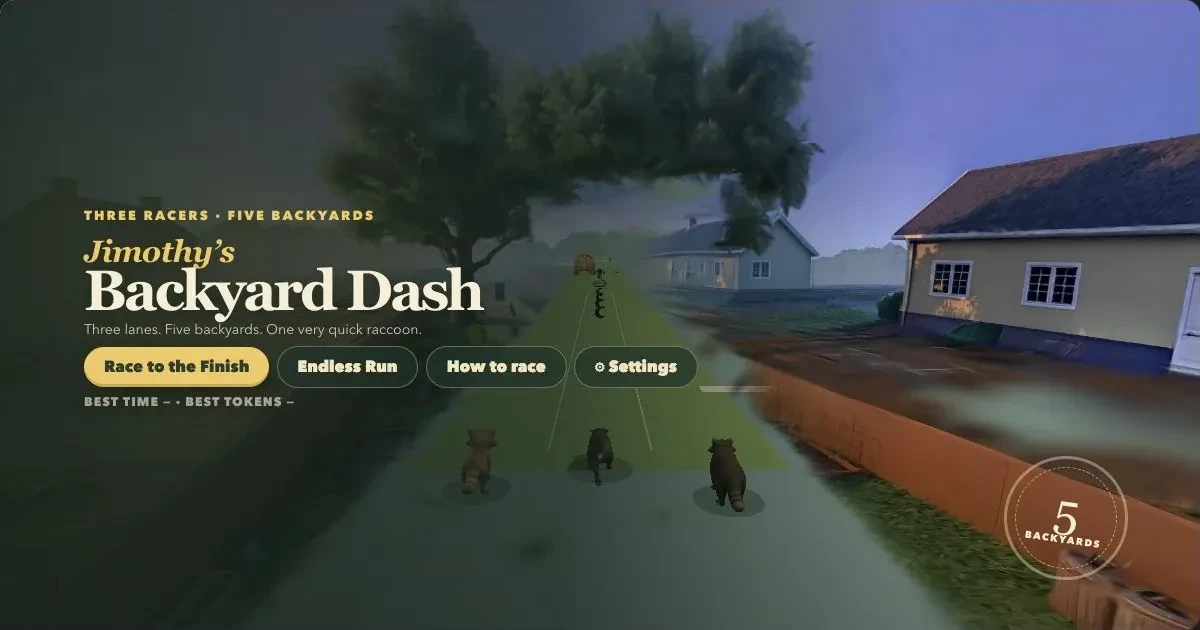 THREE RACERS · FIVE BACKYARDS
Jimothy's
Backyard Dash
Three lanes. Five backyards. One very quick raccoon.
Race to the Finish
Endless Run
How to race
⚙ Settings
BEST TIME – · BEST TOKENS –
5
BACKYARDS